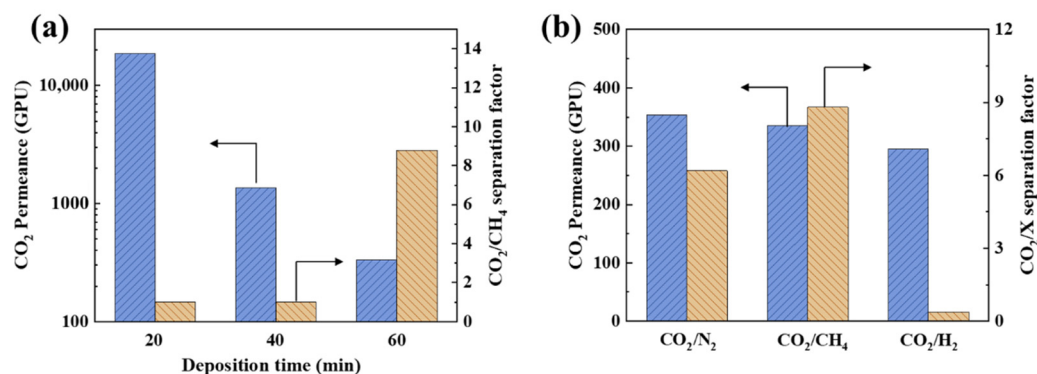 (a)
CO₂ Permeance (GPU)
10,000
1000
100
14
12
10
8
6
4
2
0
CO₂/CH₄ separation factor
20
40
60
Deposition time (min)
(b)
CO₂ Permeance (GPU)
500
400
300
200
100
0
12
9
6
3
0
CO₂/X separation factor
CO₂/N₂
CO₂/CH₄
CO₂/H₂